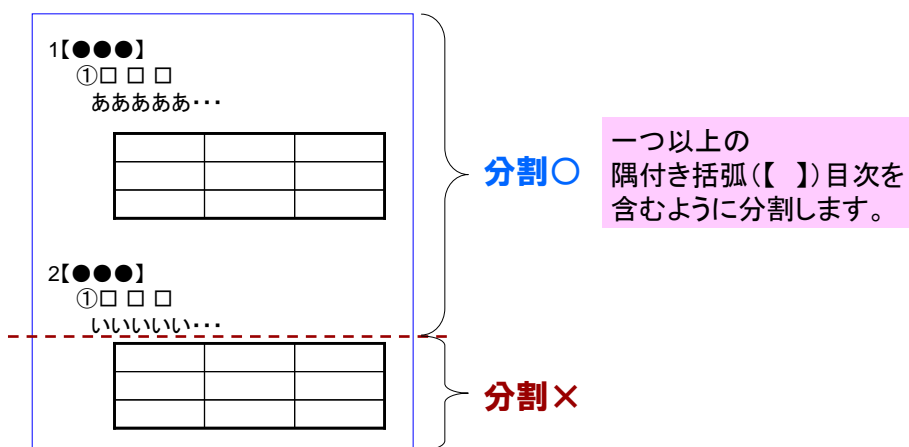 1【●●●】
①□ □ □
あああああ・・・
分割○
一つ以上の
隅付き括弧(【 】)目次を
含むように分割します。
2【●●●】
①□ □ □
いいいいい・・・
分割×